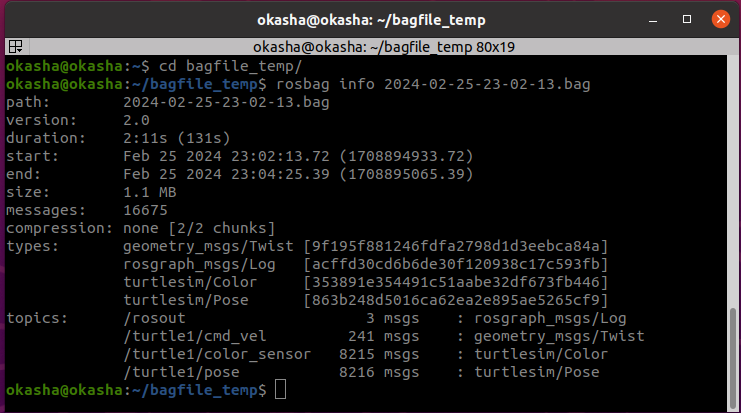 okasha@okasha: ~/bagfile_temp
okasha@okasha: ~/bagfile_temp 80x19
okasha@okasha:~$ cd bagfile_temp/
okasha@okasha:~/bagfile_temp$ rosbag info 2024-02-25-23-02-13.bag
path:        2024-02-25-23-02-13.bag
version:     2.0
duration:    2:11s (131s)
start:       Feb 25 2024 23:02:13.72 (1708894933.72)
end:         Feb 25 2024 23:04:25.39 (1708895065.39)
size:        1.1 MB
messages:    16675
compression: none [2/2 chunks]
types:       geometry_msgs/Twist [9f195f881246fdfa2798d1d3eebca84a]
             rosgraph_msgs/Log   [acffd30cd6b6de30f120938c17c593fb]
             turtlesim/Color     [353891e354491c51aabe32df673fb446]
             turtlesim/Pose      [863b248d5016ca62ea2e895ae5265cf9]
topics:      /rosout                    3 msgs    : rosgraph_msgs/Log
             /turtle1/cmd_vel         241 msgs    : geometry_msgs/Twist
             /turtle1/color_sensor   8215 msgs    : turtlesim/Color
             /turtle1/pose           8216 msgs    : turtlesim/Pose
okasha@okasha:~/bagfile_temp$